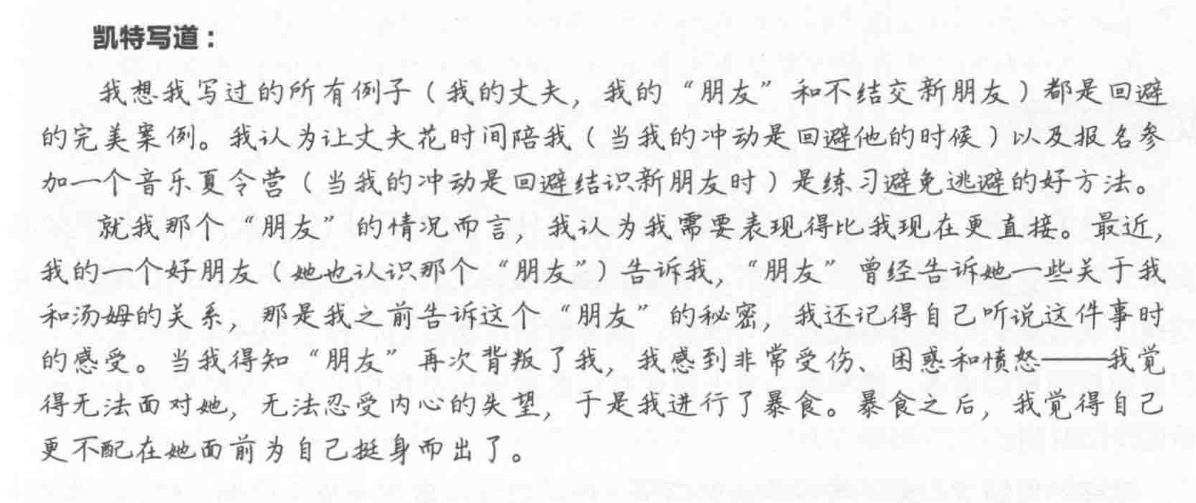 凯特写道：
我想我写过的所有例子（我的丈夫，我的“朋友”和不结交新朋友）都是回避
的完美案例。我认为让丈夫花时间陪我（当我的冲动是回避他的时候）以及报名参
加一个音乐夏令营（当我的冲动是回避结识新朋友时）是练习避免逃避的好方法。
就我那个“朋友”的情况而言，我认为我需要表现得比我现在更直接。最近，
我的一个好朋友（她也认识那个“朋友”）告诉我，“朋友”曾经告诉她一些关于我
和汤姆的关系，那是我之前告诉这个“朋友”的秘密，我还记得自己听说这件事时
的感受。当我得知“朋友”再次背叛了我，我感到非常受伤、困惑和愤怒——我觉
得无法面对她，无法忍受内心的失望，于是我进行了暴食。暴食之后，我觉得自己
更不配在她面前为自己挺身而出了。